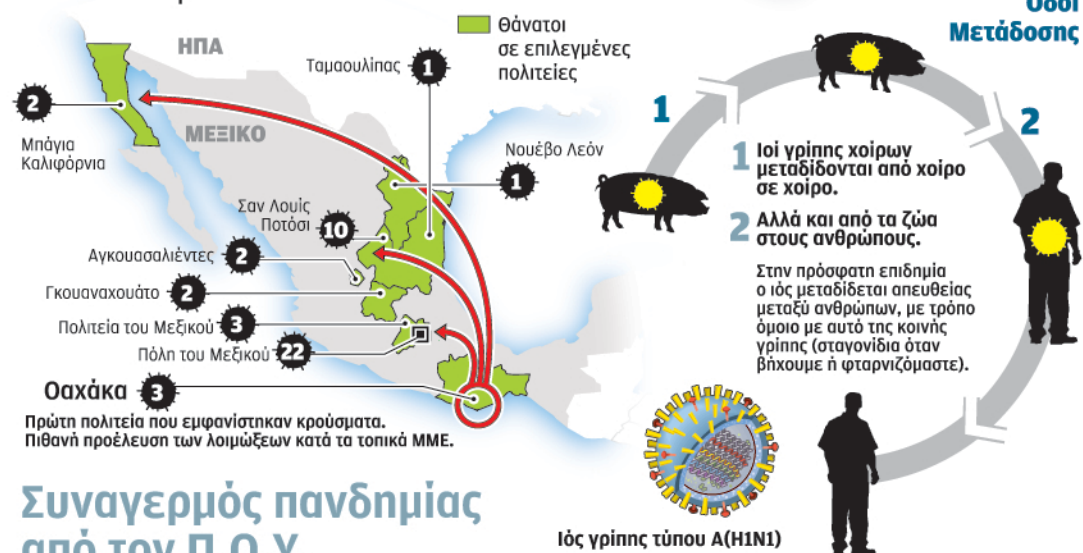 Οδοί
Μετάδοσης
Θάνατοι
σε επιλεγμένες
πολιτείες
ΗΠΑ
ΜΕΞΙΚΟ
Ταμαουλίπας 1
2
Μπάγια
Καλιφόρνια
Νουέβο Λεόν
1
Σαν Λουίς
Ποτόσι 10
Αγκουασαλιέντες 2
Γκουαναχουάτο 2
Πολιτεία του Μεξικού 3
Πόλη του Μεξικού 22
Οαχάκα 3
Πρώτη πολιτεία που εμφανίστηκαν κρούσματα.
Πιθανή προέλευση των λοιμώξεων κατά τα τοπικά ΜΜΕ.
Συναγερμός πανδημίας
από τον Π.Ο.Υ.
1
2
1 Ιοί γρίπης χοίρων
μεταδίδονται από χοίρο
σε χοίρο.
2 Αλλά και από τα ζώα
στους ανθρώπους.
Στην πρόσφατη επιδημία
ο ιός μεταδίδεται απευθείας
μεταξύ ανθρώπων, με τρόπο
όμοιο με αυτό της κοινής
γρίπης (σταγονίδια όταν
βήχουμε ή φταρνιζόμαστε).
Ιός γρίπης τύπου Α(Η1Ν1)